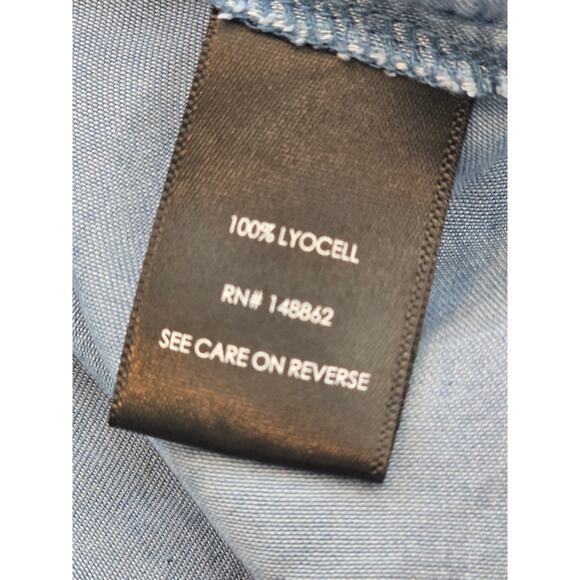 100% LYOCELL
RN# 148862
SEE CARE ON REVERSE